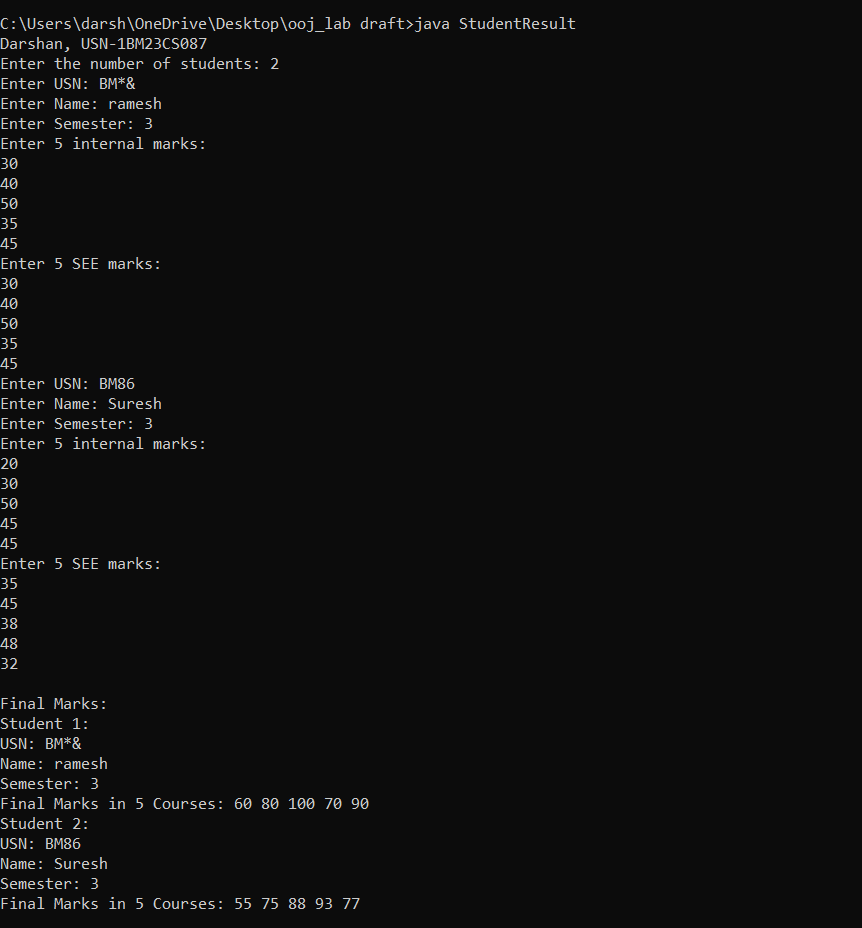 C:\Users\darsh\OneDrive\Desktop\ooj_lab draft>java StudentResult
Darshan, USN-1BM23CS087
Enter the number of students: 2
Enter USN: BM*&
Enter Name: ramesh
Enter Semester: 3
Enter 5 internal marks:
30
40
50
35
45
Enter 5 SEE marks:
30
40
50
35
45
Enter USN: BM86
Enter Name: Suresh
Enter Semester: 3
Enter 5 internal marks:
20
30
50
45
45
Enter 5 SEE marks:
35
45
38
48
32
Final Marks:
Student 1:
USN: BM*&
Name: ramesh
Semester: 3
Final Marks in 5 Courses: 60 80 100 70 90
Student 2:
USN: BM86
Name: Suresh
Semester: 3
Final Marks in 5 Courses: 55 75 88 93 77